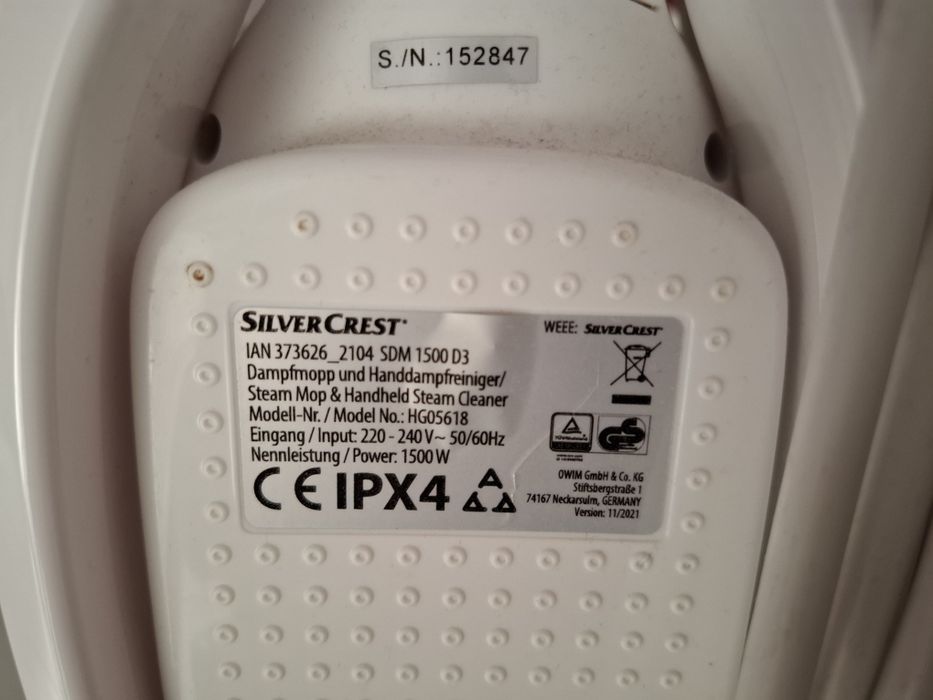 S./N.:152847
SILVERCREST®
WEEE: SILVERCREST®
IAN 373626_2104 SDM 1500 D3
Dampfmopp und Handdampfreiniger/
Steam Mop & Handheld Steam Cleaner
Modell-Nr. / Model No.: HG05618
Eingang / Input: 220 - 240 V~ 50/60Hz
Nennleistung / Power: 1500 W
CE IPX4
GS
OWIM GmbH & Co. KG
Stiftsbergstraße 1
74167 Neckarsulm, GERMANY
Version: 11/2021